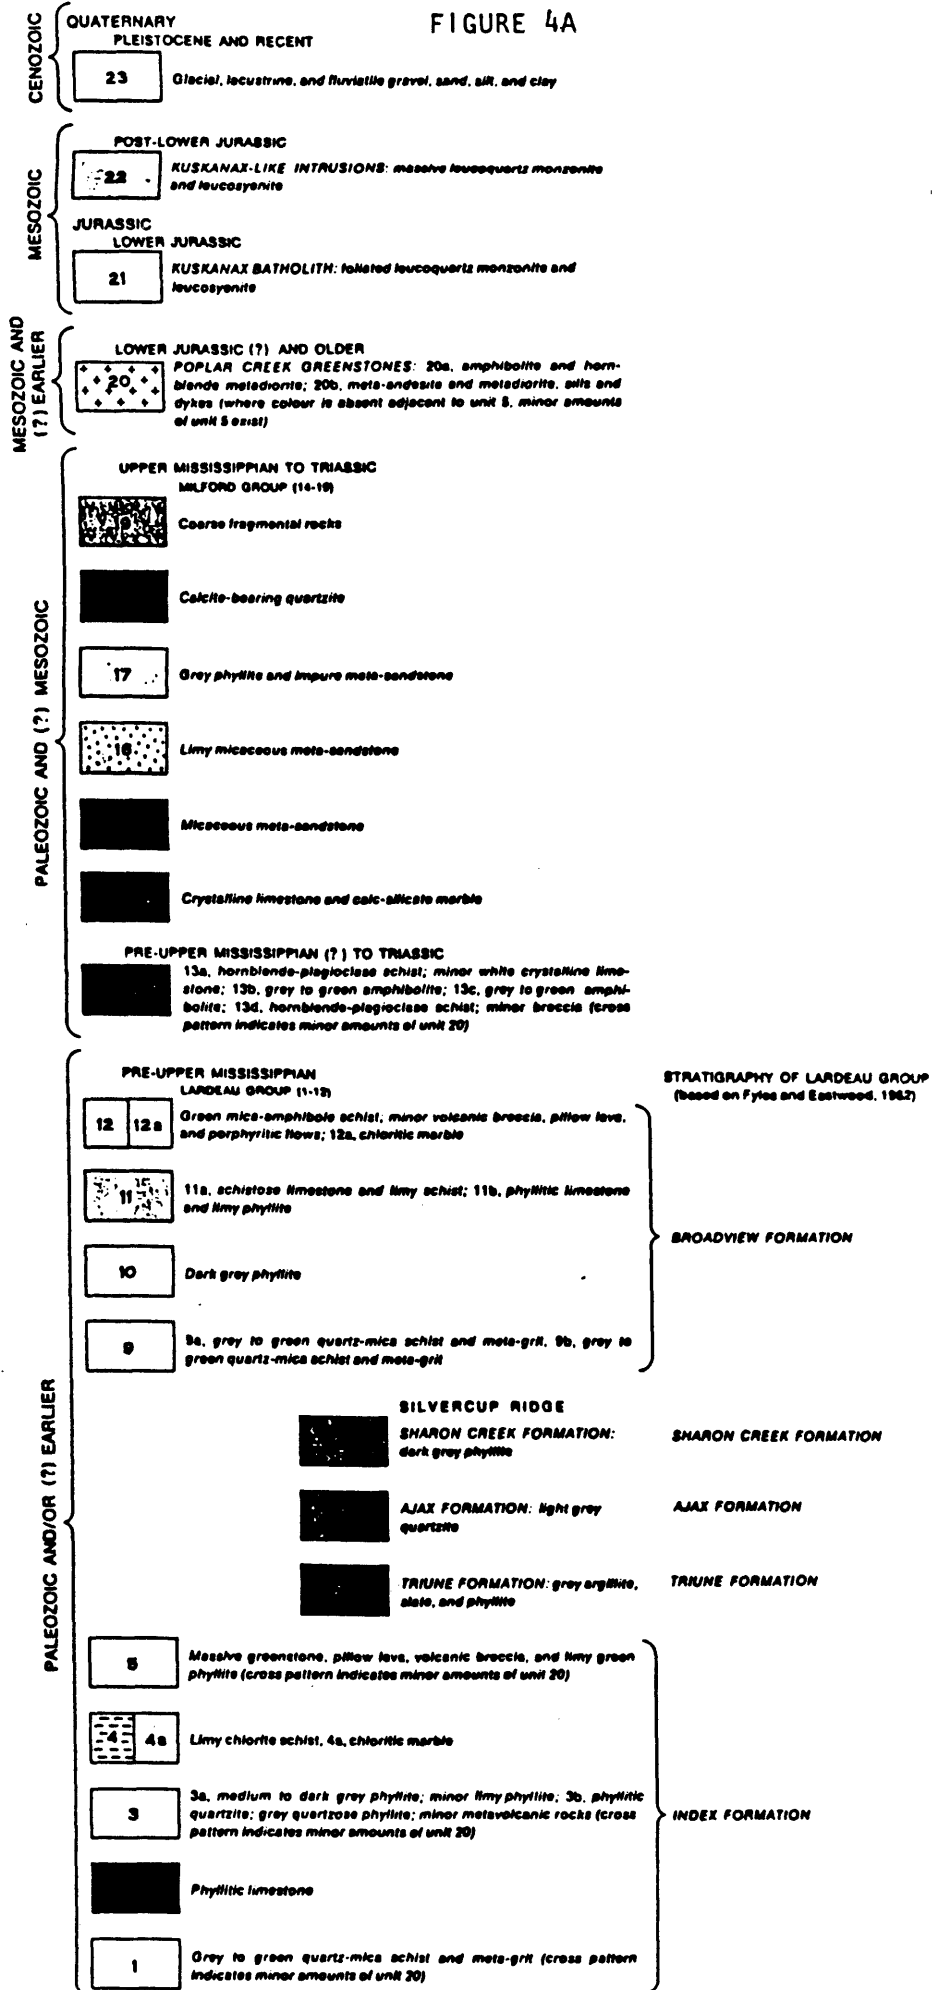 FIGURE 4A
CENOZOIC
QUATERNARY
PLEISTOCENE AND RECENT
23
Glacial, lacustrine, and fluviatile gravel, sand, silt, and clay
MESOZOIC
POST-LOWER JURASSIC
22
KUSKANAX-LIKE INTRUSIONS: massive leucoquartz monzonite
and leucosyenite
JURASSIC
LOWER JURASSIC
21
KUSKANAX BATHOLITH: foliated leucoquartz monzonite and
leucosyenite
MESOZOIC AND
(?) EARLIER
LOWER JURASSIC (?) AND OLDER
20
POPLAR CREEK GREENSTONES: 20a, amphibolite and horn-
blende metadiorite; 20b, meta-andesite and metadiorite, sills and
dykes (where colour is absent adjacent to unit 5, minor amounts
of unit 5 exist)
PALEOZOIC AND (?) MESOZOIC
UPPER MISSISSIPPIAN TO TRIASSIC
MILFORD GROUP (14-19)
19
Coarse fragmental rocks
Calcite-bearing quartzite
17
Grey phyllite and impure meta-sandstone
16
Limy micaceous meta-sandstone
Micaceous meta-sandstone
Crystalline limestone and calc-silicate marble
PRE-UPPER MISSISSIPPIAN (?) TO TRIASSIC
13a, hornblende-plagioclase schist; minor white crystalline lime-
stone; 13b, grey to green amphibolite; 13c, grey to green amphi-
bolite; 13d, hornblende-plagioclase schist; minor breccia (cross
pattern indicates minor amounts of unit 20)
PALEOZOIC AND/OR (?) EARLIER
PRE-UPPER MISSISSIPPIAN
LARDEAU GROUP (1-12)
STRATIGRAPHY OF LARDEAU GROUP
(based on Fyles and Eastwood, 1962)
12 12a
Green mica-amphibole schist; minor volcanic breccia, pillow lava,
and porphyritic flows; 12a, chloritic marble
11
11a, schistose limestone and limy schist; 11b, phyllitic limestone
and limy phyllite
BROADVIEW FORMATION
10
Dark grey phyllite
9
9a, grey to green quartz-mica schist and meta-grit, 9b, grey to
green quartz-mica schist and meta-grit
SILVERCUP RIDGE
SHARON CREEK FORMATION:
dark grey phyllite
SHARON CREEK FORMATION
AJAX FORMATION: light grey
quartzite
AJAX FORMATION
TRIUNE FORMATION: grey argillite,
slate, and phyllite
TRIUNE FORMATION
5
Massive greenstone, pillow lava, volcanic breccia, and limy green
phyllite (cross pattern indicates minor amounts of unit 20)
4 4a
Limy chlorite schist, 4a, chloritic marble
3
3a, medium to dark grey phyllite; minor limy phyllite; 3b, phyllitic
quartzite; grey quartzose phyllite; minor metavolcanic rocks (cross
pattern indicates minor amounts of unit 20)
INDEX FORMATION
Phyllitic limestone
1
Grey to green quartz-mica schist and meta-grit (cross pattern
indicates minor amounts of unit 20)